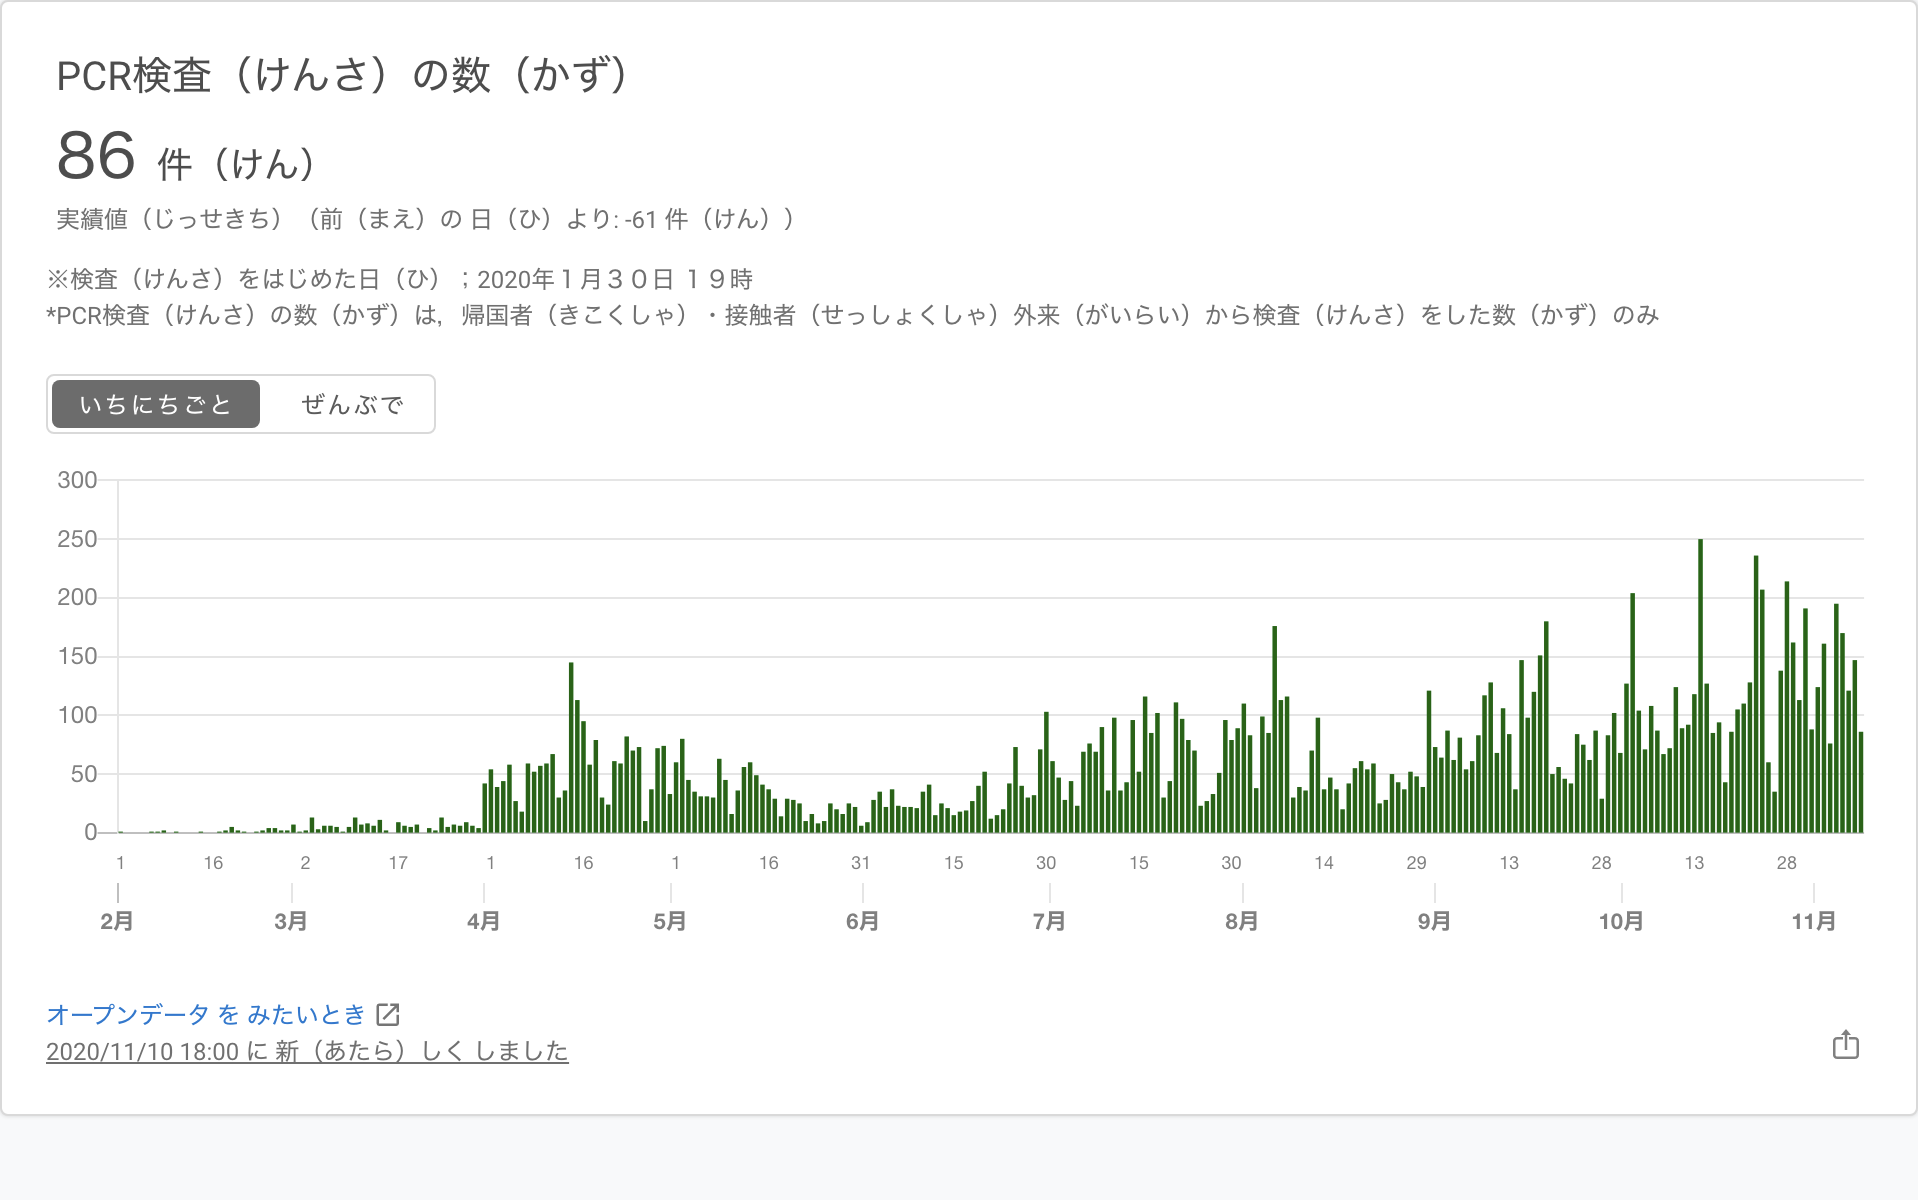 PCR検査（けんさ）の数（かず）
86 件（けん）
実績値（じっせきち）（前（まえ）の 日（ひ）より: -61 件（けん））
※検査（けんさ）をはじめた日（ひ）；2020年１月３０日 １９時
*PCR検査（けんさ）の数（かず）は，帰国者（きこくしゃ）・接触者（せっしょくしゃ）外来（がいらい）から検査（けんさ）をした数（かず）のみ
いちにちごと ぜんぶで
300
250
200
150
100
50
0
1 16 2 17 1 16 1 16 31 15 30 15 30 14 29 13 28 13 28
2月 3月 4月 5月 6月 7月 8月 9月 10月 11月
オープンデータ を みたいとき
2020/11/10 18:00 に 新（あたら）しく しました